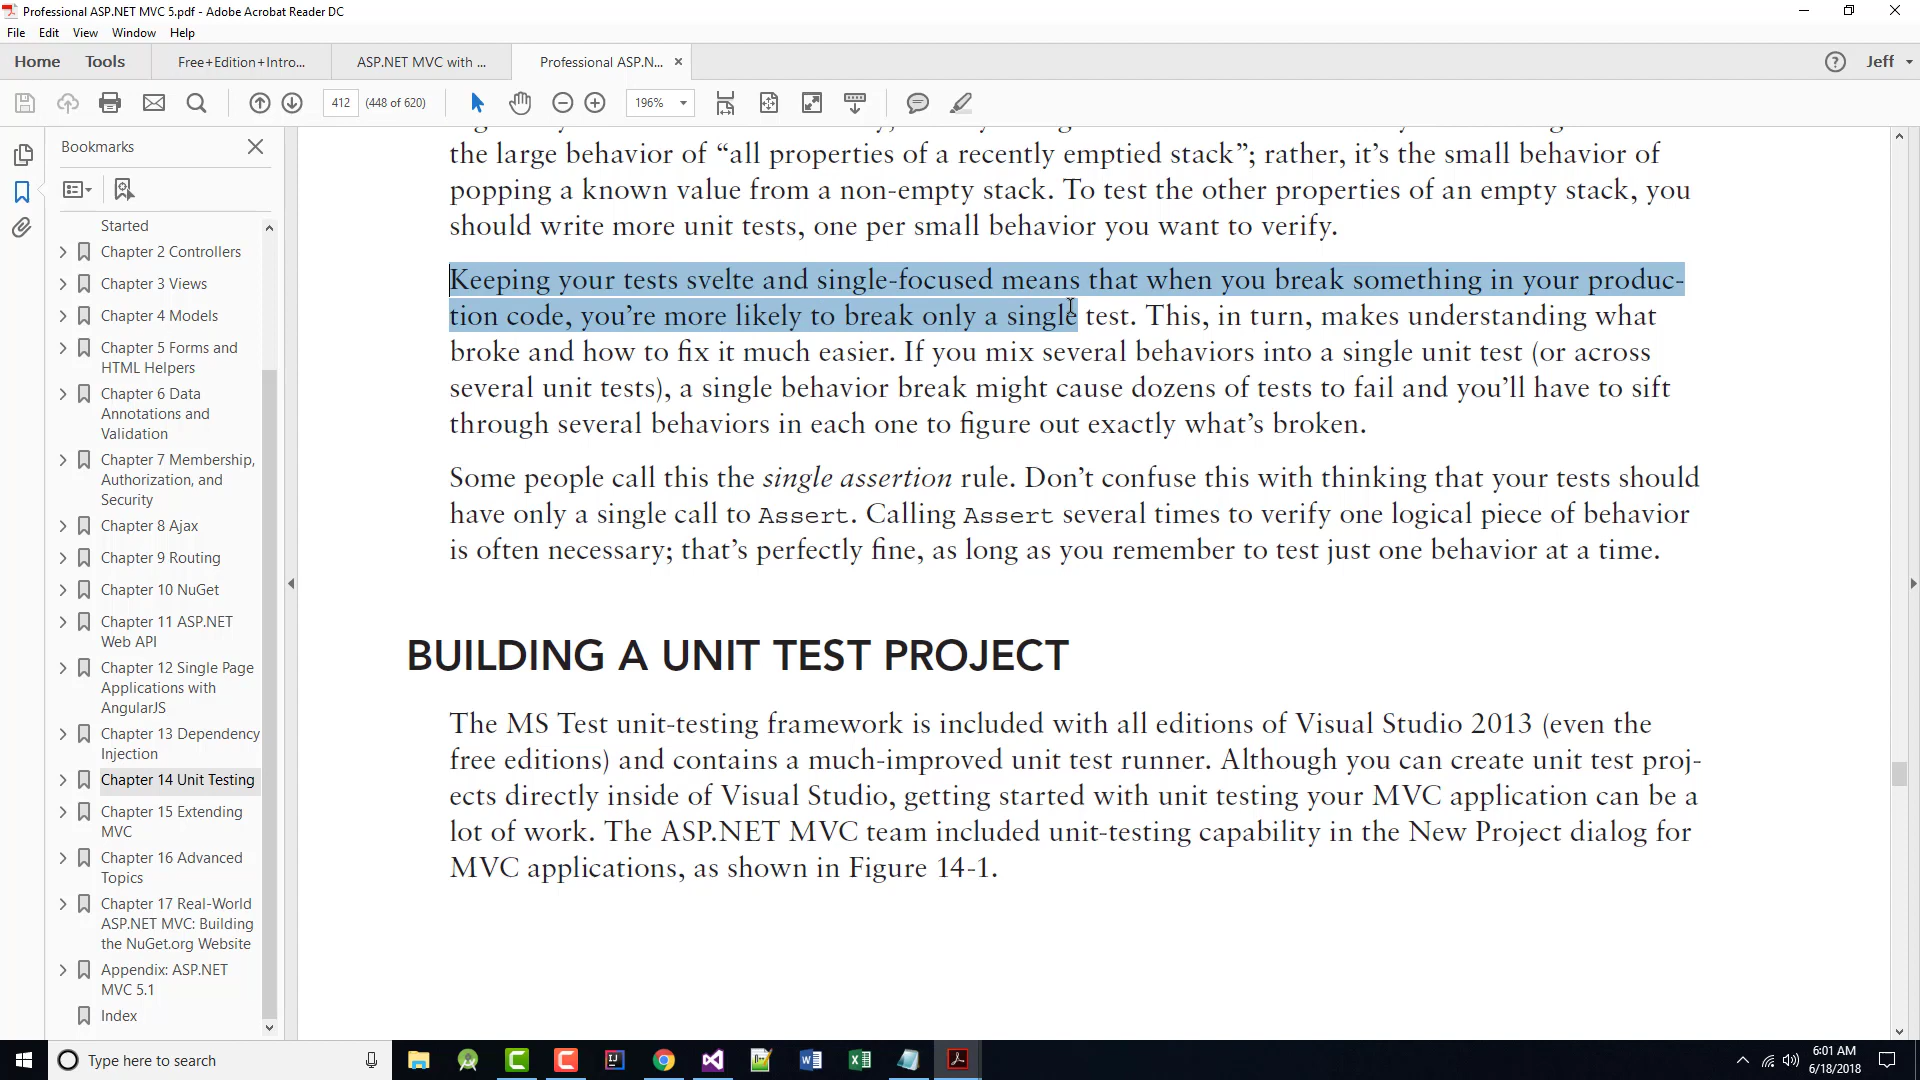 Professional ASP.NET MVC 5.pdf - Adobe Acrobat Reader DC
File Edit View Window Help
Home Tools Free+Edition+Intro... ASP.NET MVC with ... Professional ASP.N... Jeff
412 (448 of 620) 196%
Bookmarks
Started
Chapter 2 Controllers
Chapter 3 Views
Chapter 4 Models
Chapter 5 Forms and
HTML Helpers
Chapter 6 Data
Annotations and
Validation
Chapter 7 Membership,
Authorization, and
Security
Chapter 8 Ajax
Chapter 9 Routing
Chapter 10 NuGet
Chapter 11 ASP.NET
Web API
Chapter 12 Single Page
Applications with
AngularJS
Chapter 13 Dependency
Injection
Chapter 14 Unit Testing
Chapter 15 Extending
MVC
Chapter 16 Advanced
Topics
Chapter 17 Real-World
ASP.NET MVC: Building
the NuGet.org Website
Appendix: ASP.NET
MVC 5.1
Index
the large behavior of “all properties of a recently emptied stack”; rather, it’s the small behavior of
popping a known value from a non-empty stack. To test the other properties of an empty stack, you
should write more unit tests, one per small behavior you want to verify.
Keeping your tests svelte and single-focused means that when you break something in your produc-
tion code, you’re more likely to break only a single test. This, in turn, makes understanding what
broke and how to fix it much easier. If you mix several behaviors into a single unit test (or across
several unit tests), a single behavior break might cause dozens of tests to fail and you’ll have to sift
through several behaviors in each one to figure out exactly what’s broken.
Some people call this the single assertion rule. Don’t confuse this with thinking that your tests should
have only a single call to Assert. Calling Assert several times to verify one logical piece of behavior
is often necessary; that’s perfectly fine, as long as you remember to test just one behavior at a time.
BUILDING A UNIT TEST PROJECT
The MS Test unit-testing framework is included with all editions of Visual Studio 2013 (even the
free editions) and contains a much-improved unit test runner. Although you can create unit test proj-
ects directly inside of Visual Studio, getting started with unit testing your MVC application can be a
lot of work. The ASP.NET MVC team included unit-testing capability in the New Project dialog for
MVC applications, as shown in Figure 14-1.
Type here to search
6:01 AM
6/18/2018